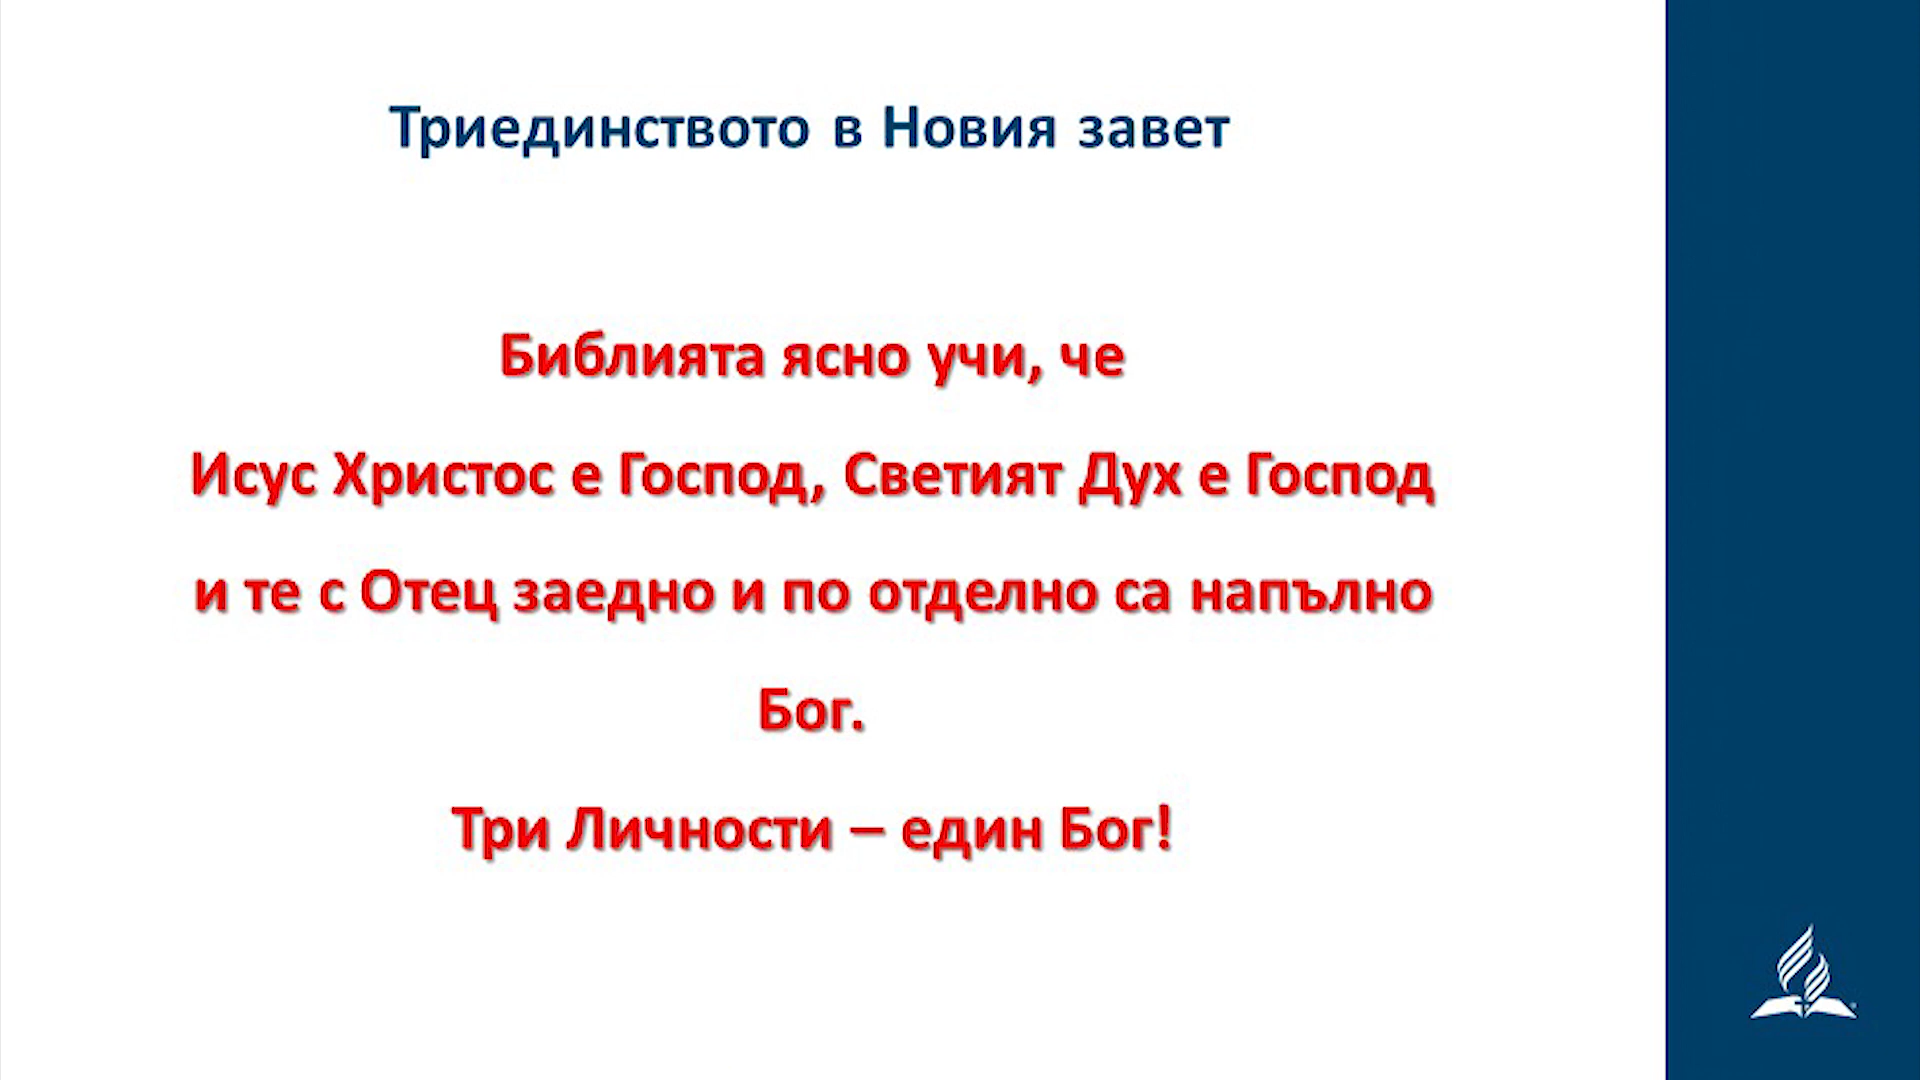 Триединството в Новия завет
Библията ясно учи, че
Исус Христос е Господ, Светият Дух е Господ
и те с Отец заедно и по отделно са напълно
Бог.
Три Личности – един Бог!